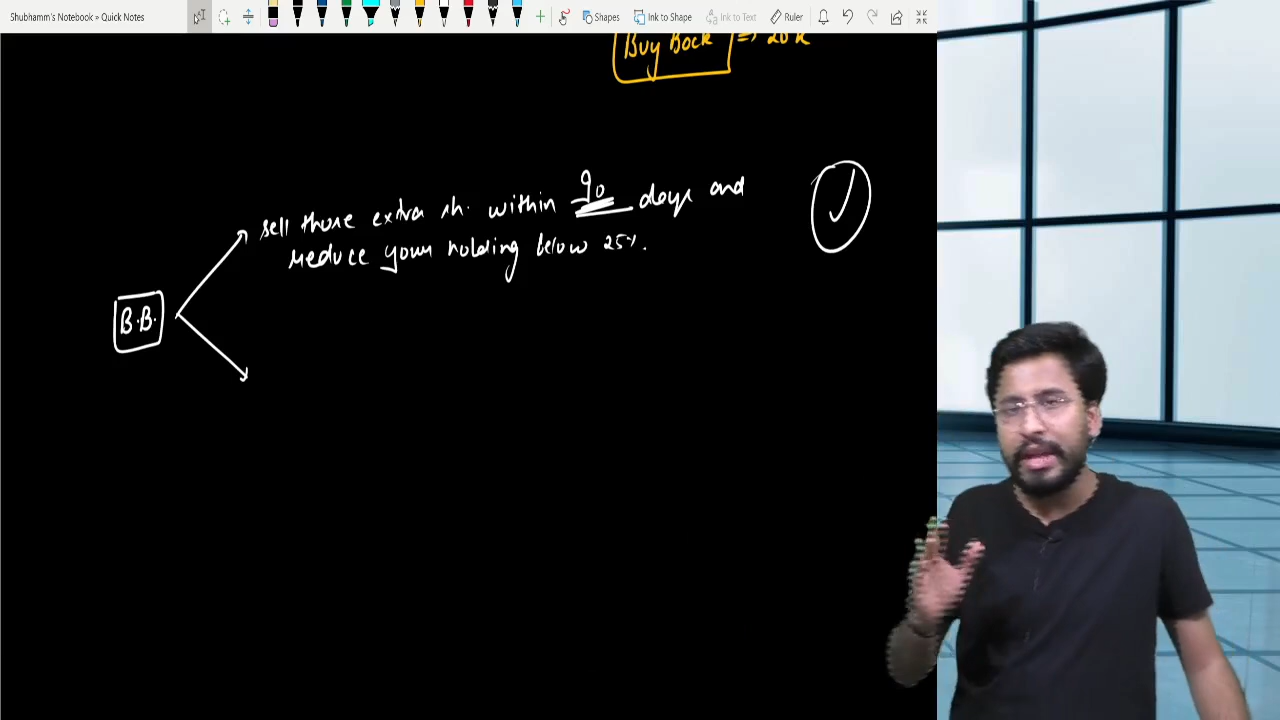 Shubhamm's Notebook » Quick Notes
Shapes
Ink to Shape
Ink to Text
Ruler
Buy Back => 20k
sell those extra sh. within 90 days and
reduce your holding below 25%.
B.B.